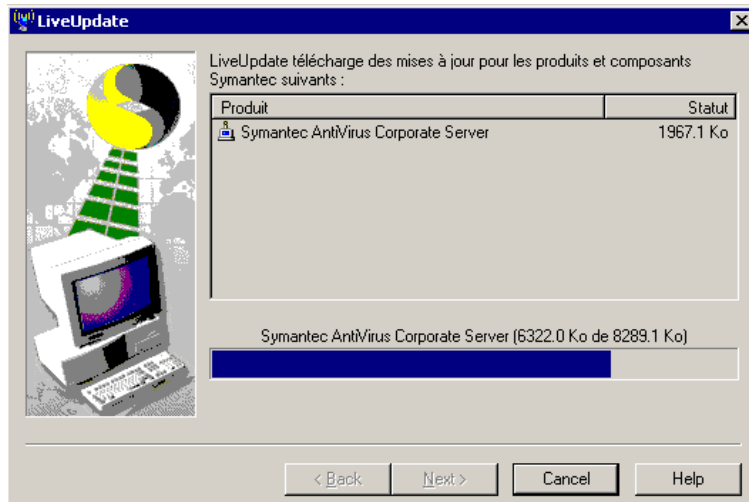 LiveUpdate
LiveUpdate télécharge des mises à jour pour les produits et composants
Symantec suivants :
Produit Statut
Symantec AntiVirus Corporate Server 1967.1 Ko
Symantec AntiVirus Corporate Server (6322.0 Ko de 8289.1 Ko)
< Back Next > Cancel Help